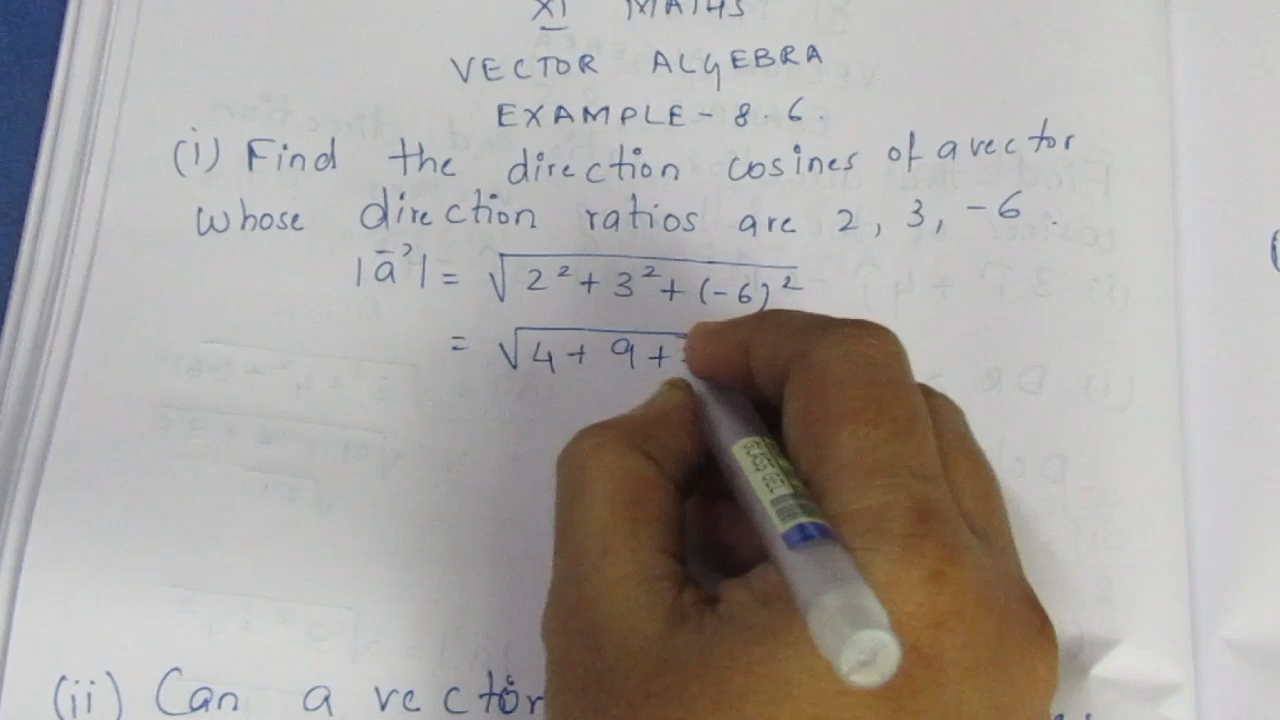 XI MATHS
VECTOR ALGEBRA
EXAMPLE - 8.6.
(i) Find the direction cosines of a vector
whose direction ratios are 2, 3, -6.
|a⃗| = √2² + 3² + (-6)²
= √4 + 9 +
(ii) Can a vector